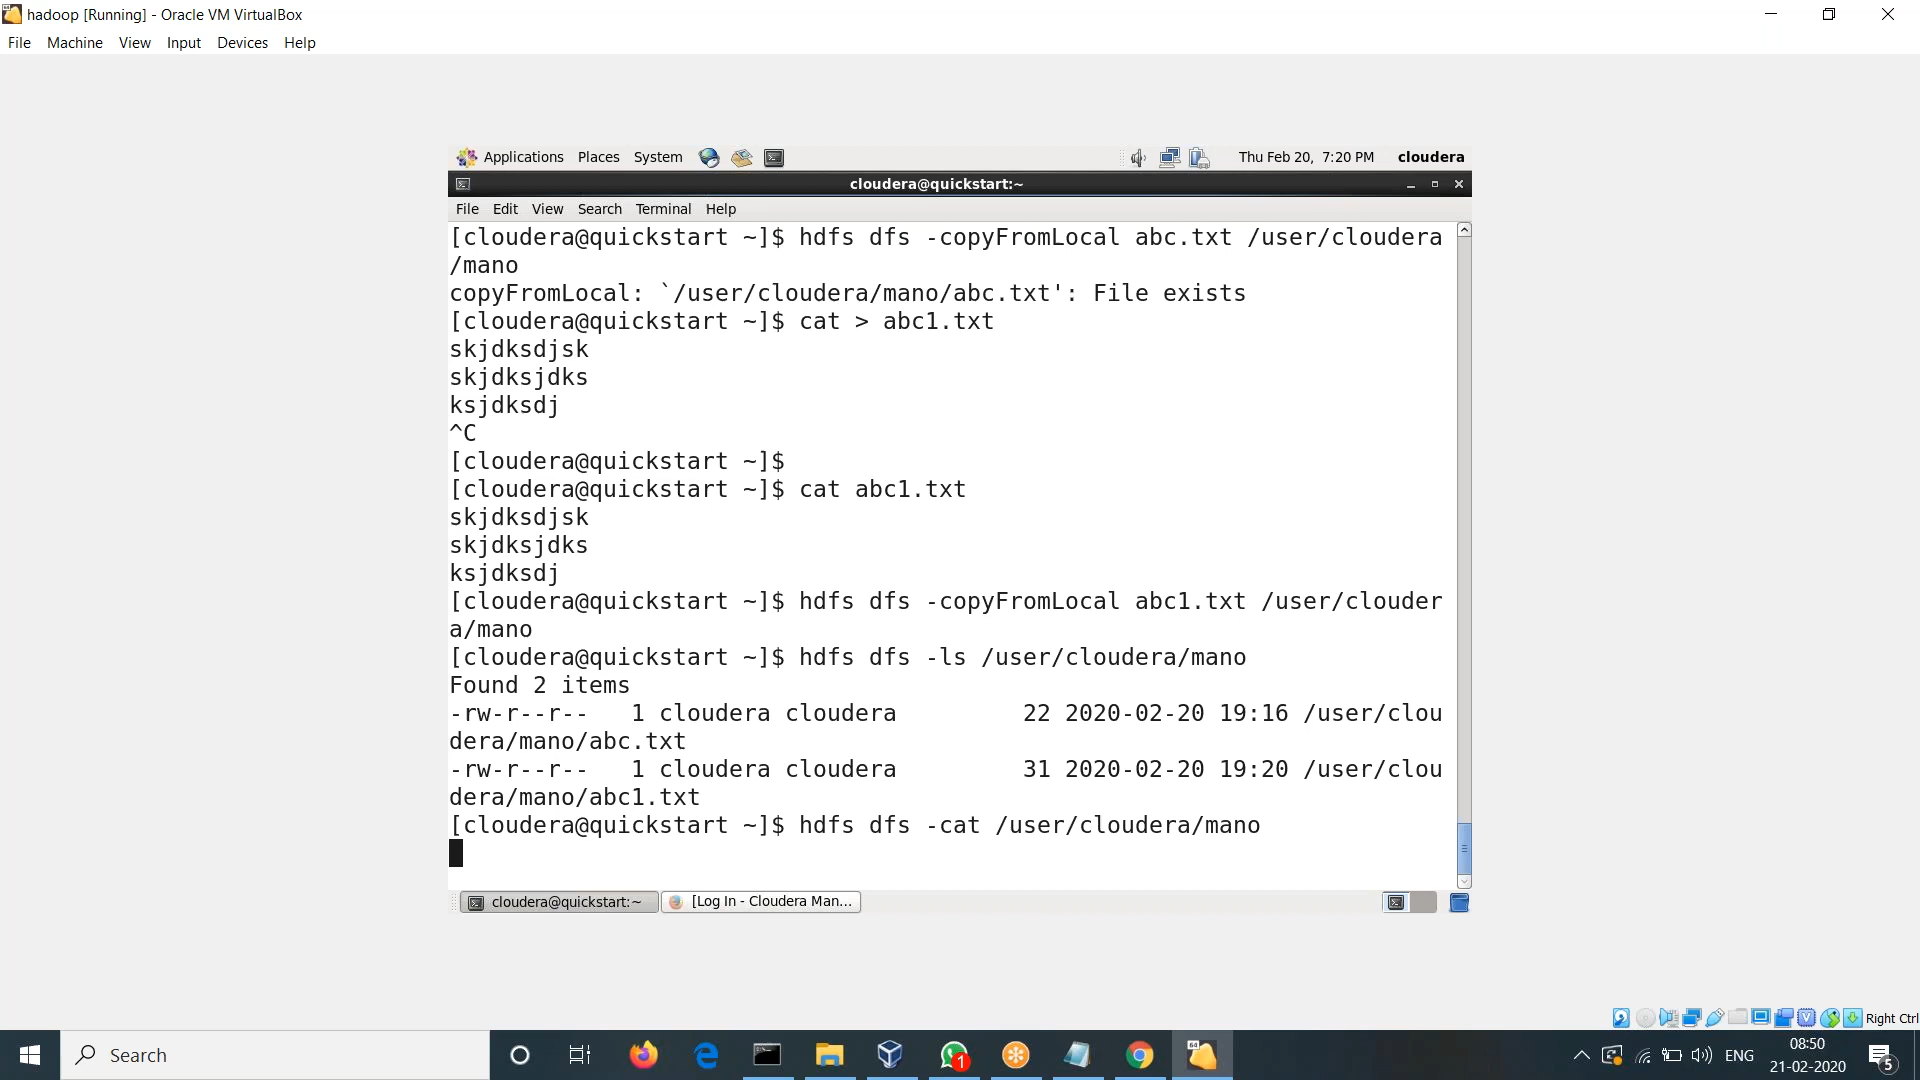 hadoop [Running] - Oracle VM VirtualBox
File Machine View Input Devices Help
Applications Places System Thu Feb 20, 7:20 PM cloudera
cloudera@quickstart:~
File Edit View Search Terminal Help
[cloudera@quickstart ~]$ hdfs dfs -copyFromLocal abc.txt /user/cloudera
/mano
copyFromLocal: `/user/cloudera/mano/abc.txt': File exists
[cloudera@quickstart ~]$ cat > abc1.txt
skjdksdjsk
skjdksjdks
ksjdksdj
^C
[cloudera@quickstart ~]$
[cloudera@quickstart ~]$ cat abc1.txt
skjdksdjsk
skjdksjdks
ksjdksdj
[cloudera@quickstart ~]$ hdfs dfs -copyFromLocal abc1.txt /user/clouder
a/mano
[cloudera@quickstart ~]$ hdfs dfs -ls /user/cloudera/mano
Found 2 items
-rw-r--r--   1 cloudera cloudera         22 2020-02-20 19:16 /user/clou
dera/mano/abc.txt
-rw-r--r--   1 cloudera cloudera         31 2020-02-20 19:20 /user/clou
dera/mano/abc1.txt
[cloudera@quickstart ~]$ hdfs dfs -cat /user/cloudera/mano
cloudera@quickstart:~ [Log In - Cloudera Man...
Right Ctrl
Search 64 1 ENG 08:50 5
21-02-2020